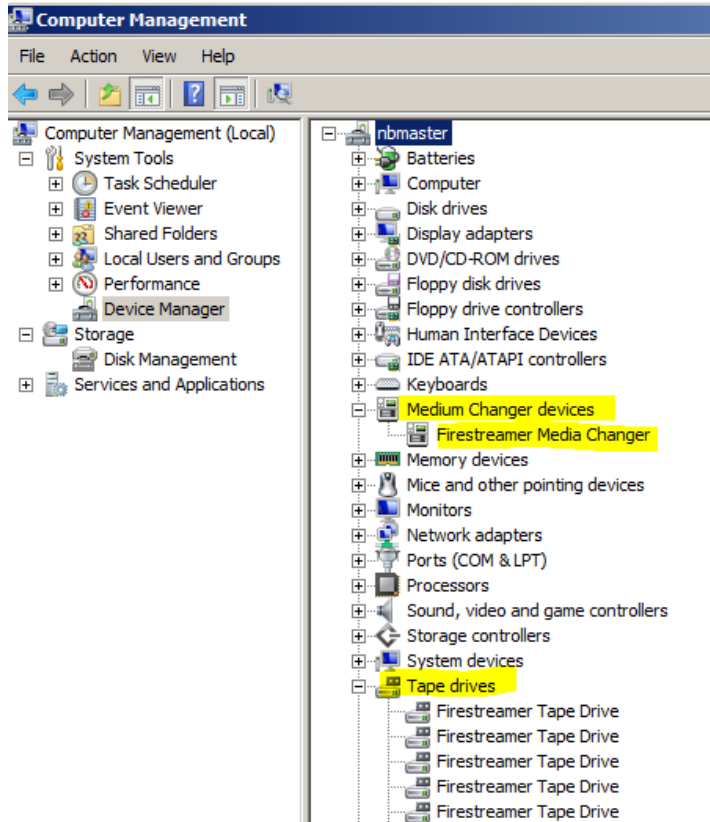 Computer Management
File Action View Help
Computer Management (Local)
System Tools
Task Scheduler
Event Viewer
Shared Folders
Local Users and Groups
Performance
Device Manager
Storage
Disk Management
Services and Applications
nbmaster
Batteries
Computer
Disk drives
Display adapters
DVD/CD-ROM drives
Floppy disk drives
Floppy drive controllers
Human Interface Devices
IDE ATA/ATAPI controllers
Keyboards
Medium Changer devices
Firestreamer Media Changer
Memory devices
Mice and other pointing devices
Monitors
Network adapters
Ports (COM & LPT)
Processors
Sound, video and game controllers
Storage controllers
System devices
Tape drives
Firestreamer Tape Drive
Firestreamer Tape Drive
Firestreamer Tape Drive
Firestreamer Tape Drive
Firestreamer Tape Drive